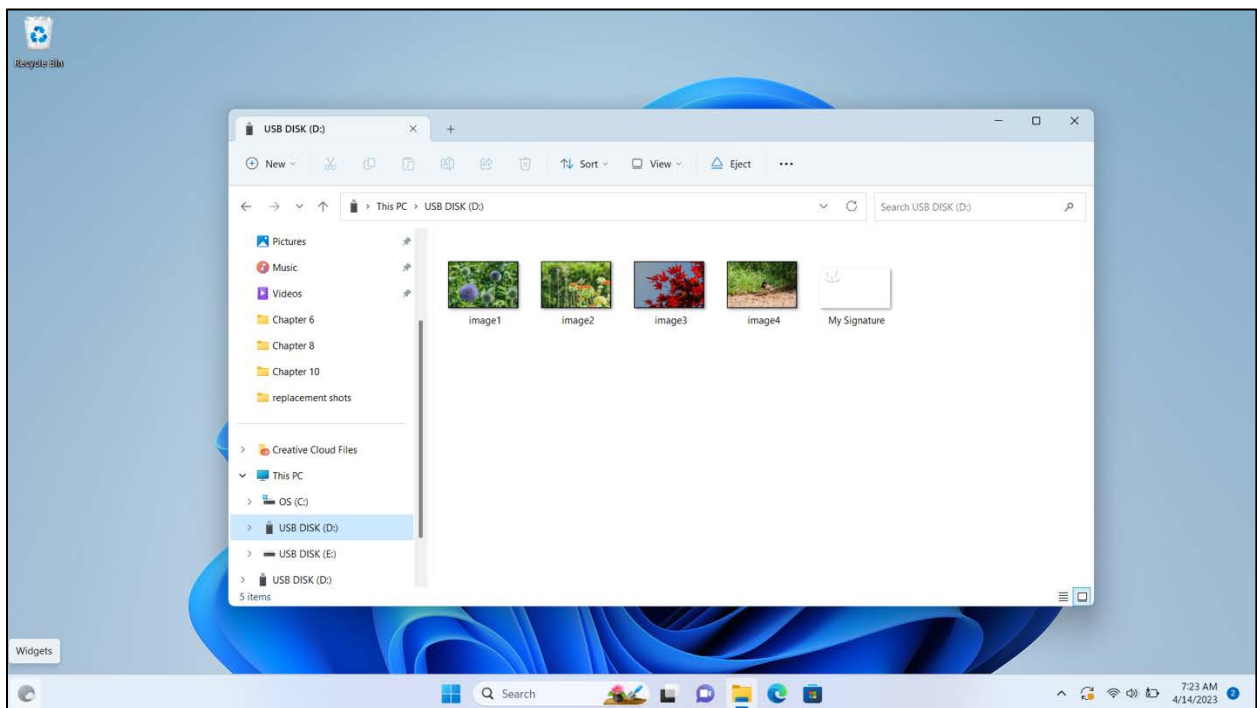 Recycle Bin
USB DISK (D:)
New
Sort
View
Eject
This PC > USB DISK (D:)
Search USB DISK (D:)
Pictures
Music
Videos
Chapter 6
Chapter 8
Chapter 10
replacement shots
Creative Cloud Files
This PC
OS (C:)
USB DISK (D:)
USB DISK (E:)
USB DISK (D:)
image1
image2
image3
image4
My Signature
5 items
Widgets
Search
7:23 AM
4/14/2023
2